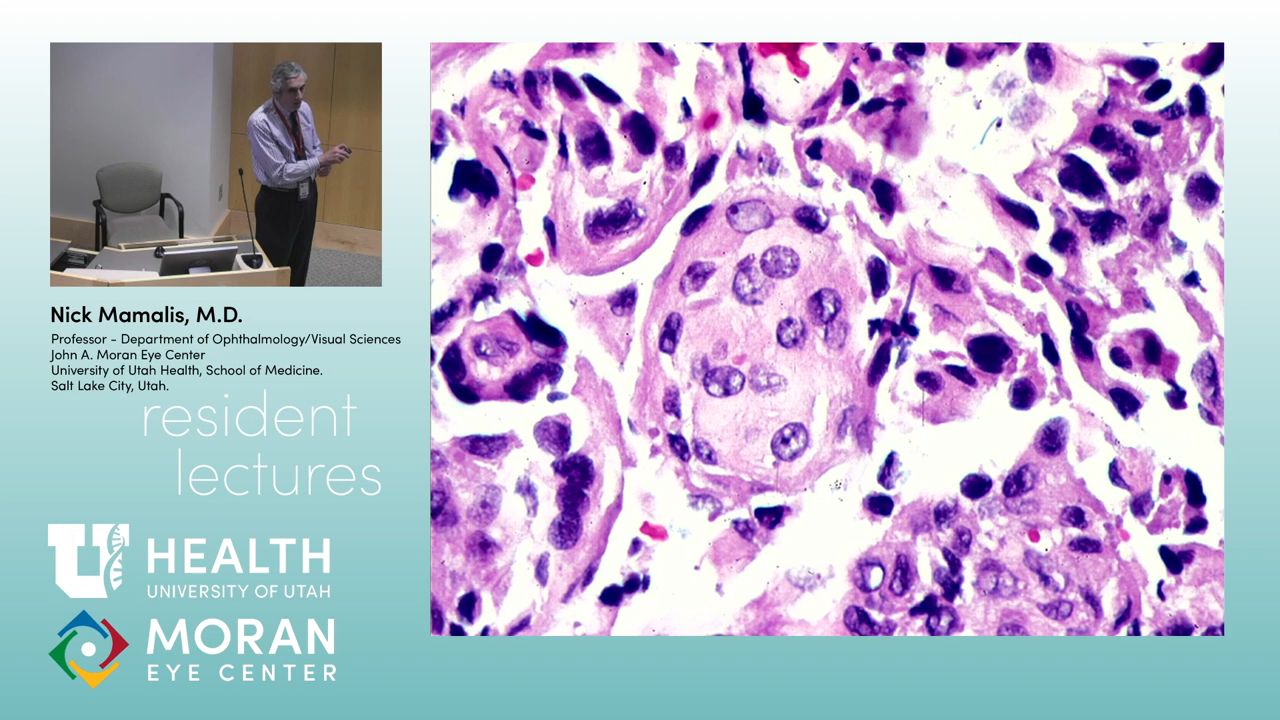 Nick Mamalis, M.D.
Professor - Department of Ophthalmology/Visual Sciences
John A. Moran Eye Center
University of Utah Health, School of Medicine.
Salt Lake City, Utah.
resident
lectures
U HEALTH
UNIVERSITY OF UTAH
MORAN
EYE CENTER